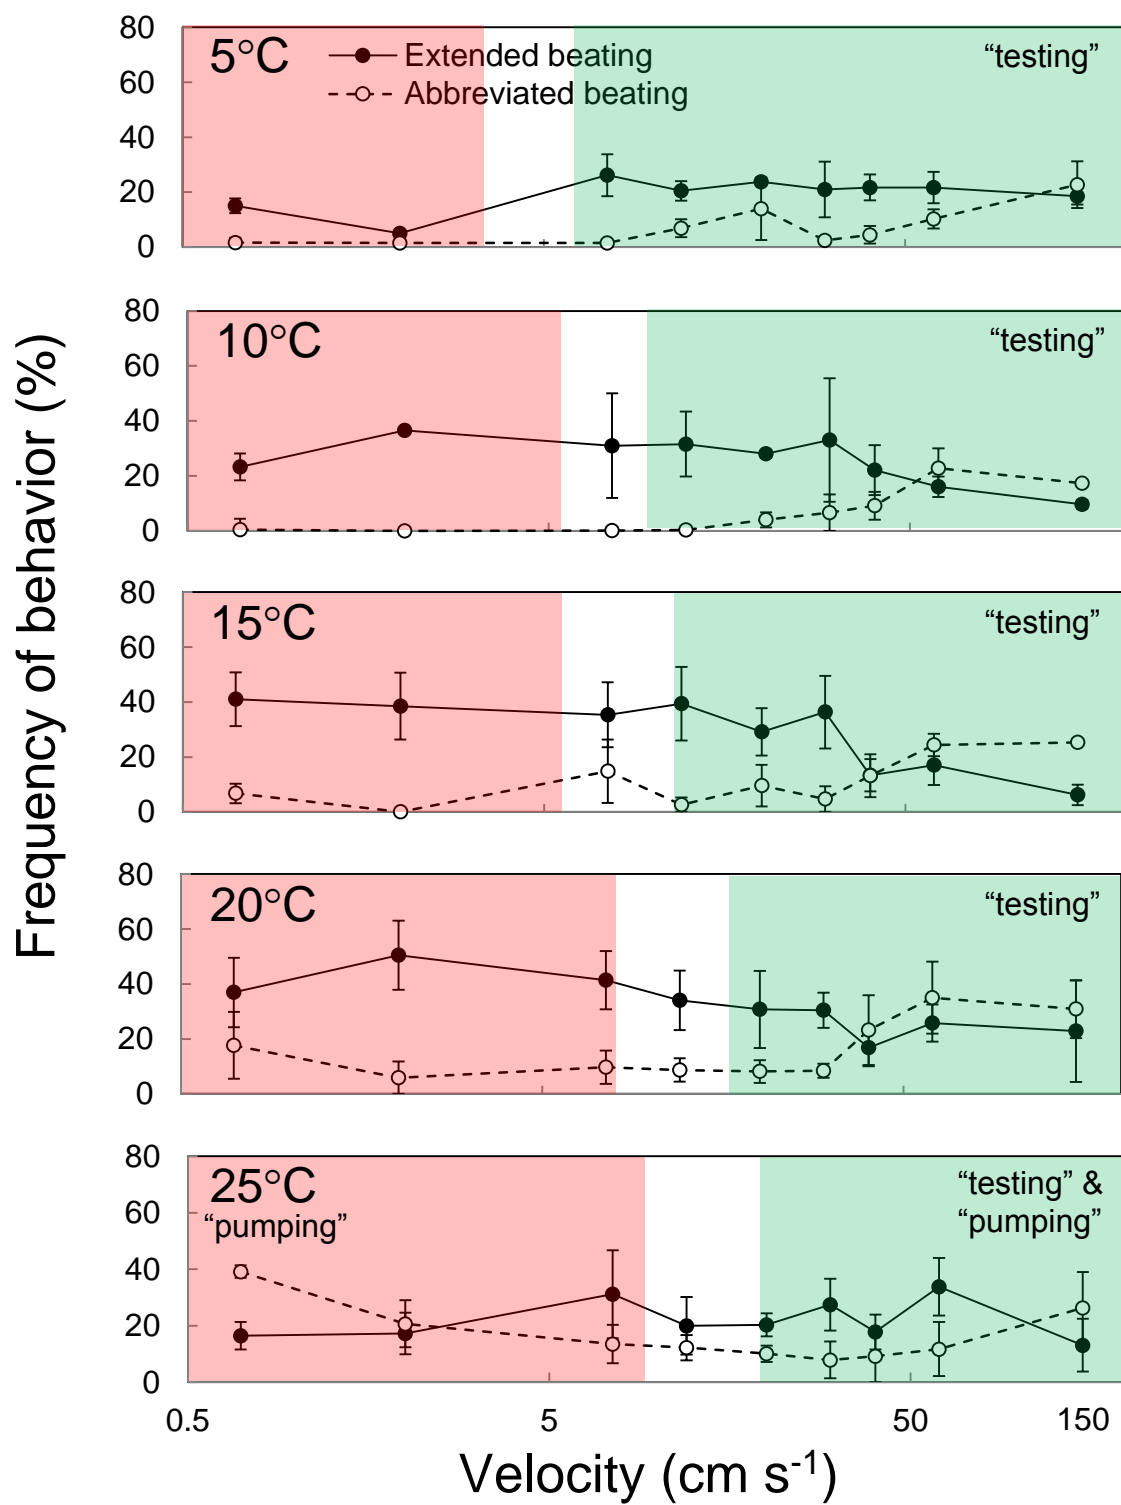 Frequency of behavior (%)
80
60
40
20
0
5°C
Extended beating
Abbreviated beating
“testing”
80
60
40
20
0
10°C
“testing”
80
60
40
20
0
15°C
“testing”
80
60
40
20
0
20°C
“testing”
80
60
40
20
0
25°C
“pumping”
“testing” &
“pumping”
0.5 5 50 150
Velocity (cm s⁻¹)